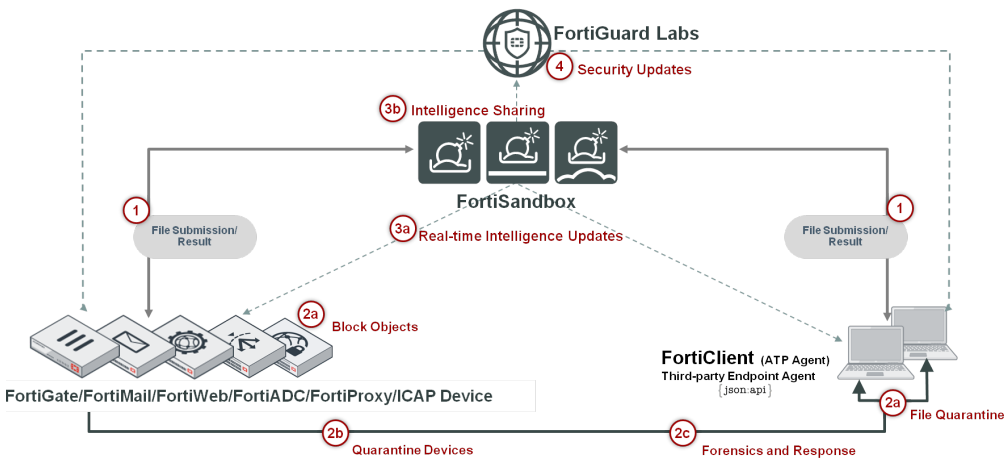 FortiGuard Labs
4 Security Updates
3b Intelligence Sharing
FortiSandbox
1
File Submission/
Result
1
File Submission/
Result
3a Real-time Intelligence Updates
2a Block Objects
FortiClient (ATP Agent)
Third-party Endpoint Agent
{json:api}
FortiGate/FortiMail/FortiWeb/FortiADC/FortiProxy/ICAP Device
2a
File Quarantine
2b
Quarantine Devices
2c
Forensics and Response